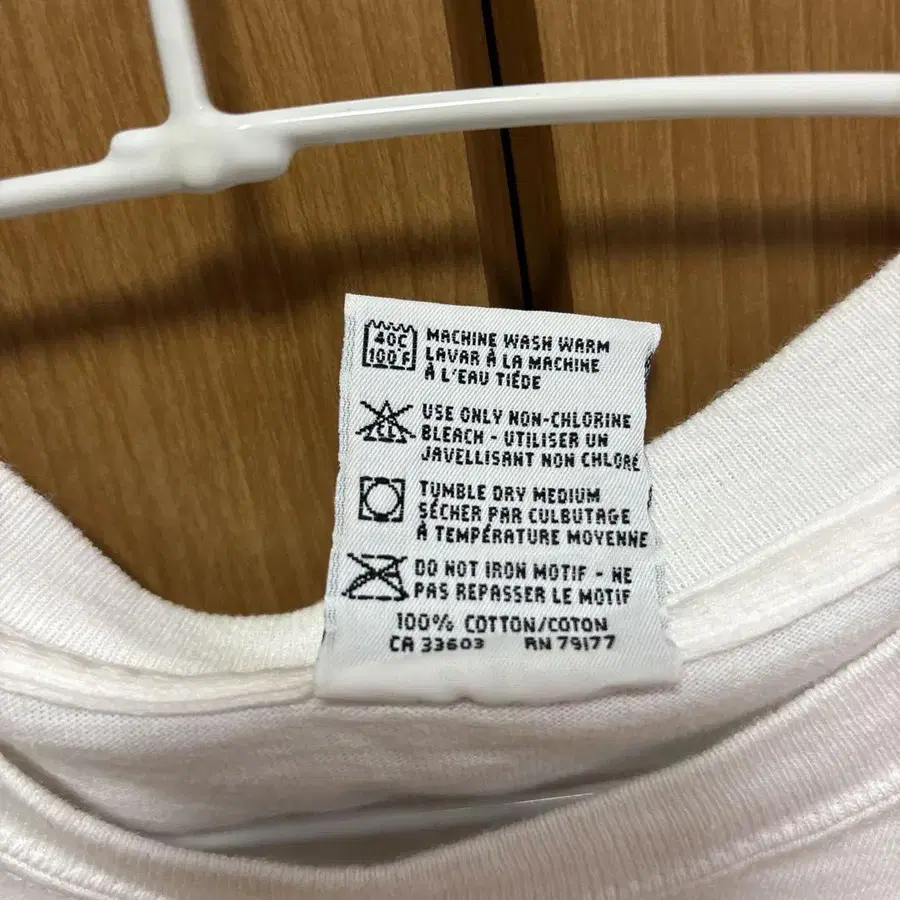 40C
100°F
MACHINE WASH WARM
LAVAR À LA MACHINE
À L'EAU TIÉDE
CL
USE ONLY NON-CHLORINE
BLEACH - UTILISER UN
JAVELLISANT NON CHLORÉ
TUMBLE DRY MEDIUM
SÉCHER PAR CULBUTAGE
À TEMPÉRATURE MOYENNE
DO NOT IRON MOTIF - NE
PAS REPASSER LE MOTIF
100% COTTON/COTON
CA 33603 RN 79177